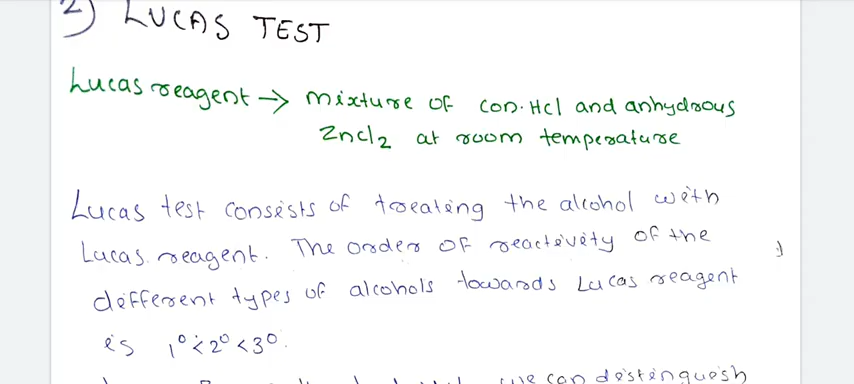 2) LUCAS TEST
Lucas reagent → mixture of con. Hcl and anhydrous
Zncl₂ at room temperature
Lucas test consists of treating the alcohol with
Lucas reagent. The order of reactivity of the
different types of alcohols towards Lucas reagent
is 1° < 2° < 3°.
we can distinguish